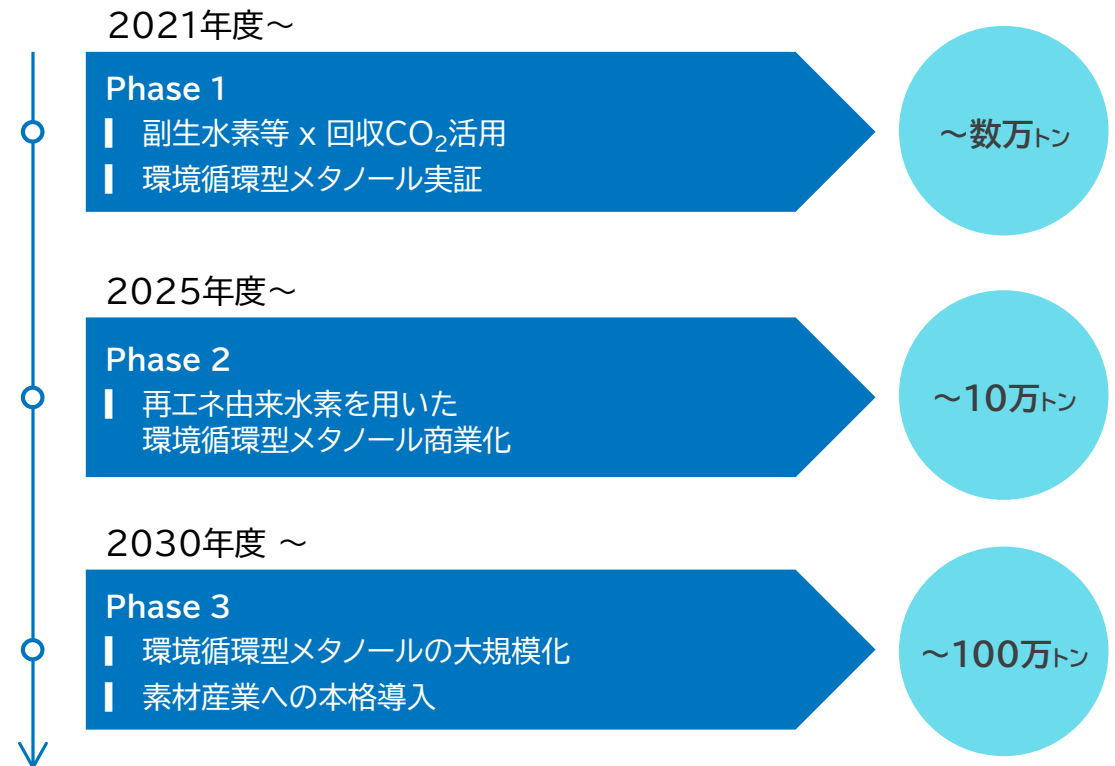 2021年度～
Phase 1
▍ 副生水素等 x 回収CO₂活用
▍ 環境循環型メタノール実証
～数万トン
2025年度～
Phase 2
▍ 再エネ由来水素を用いた
環境循環型メタノール商業化
～10万トン
2030年度 ～
Phase 3
▍ 環境循環型メタノールの大規模化
▍ 素材産業への本格導入
～100万トン